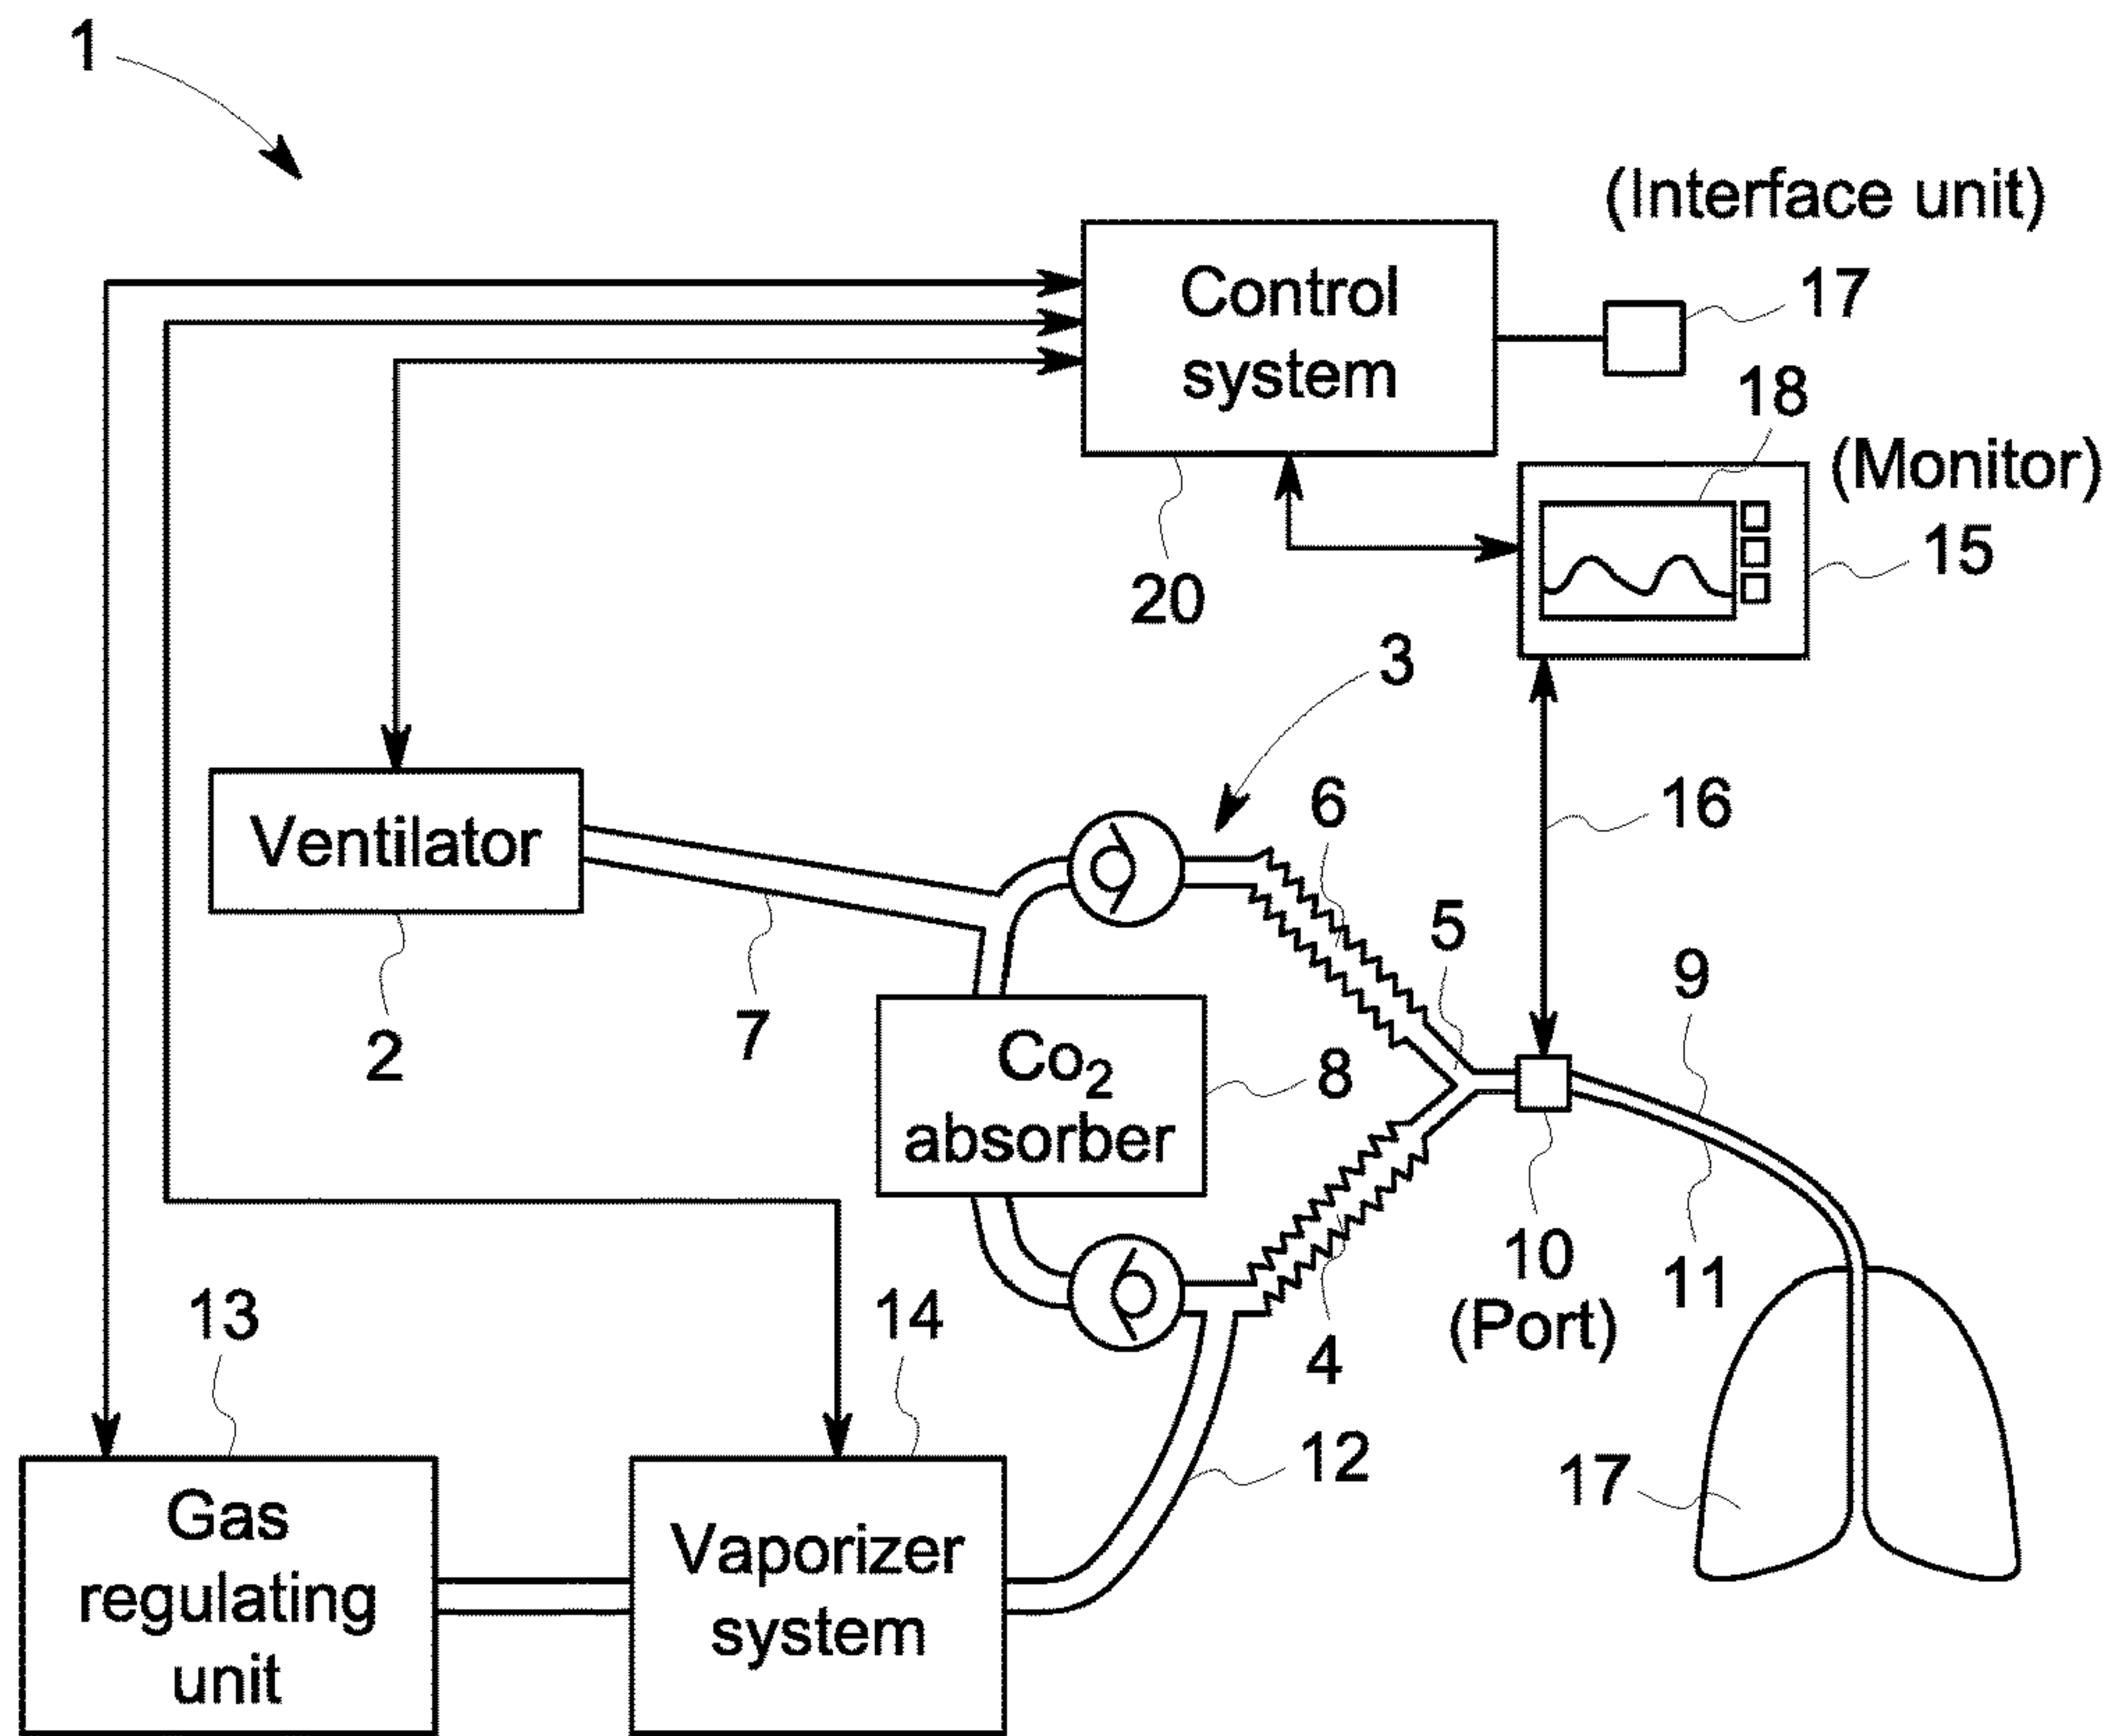 1
(Interface unit)
17
Control
system
18
(Monitor)
15
20
3
6
16
Ventilator
5
9
2
7
Co₂
absorber
8
10
(Port)
11
4
13
14
12
17
Gas
regulating
unit
Vaporizer
system